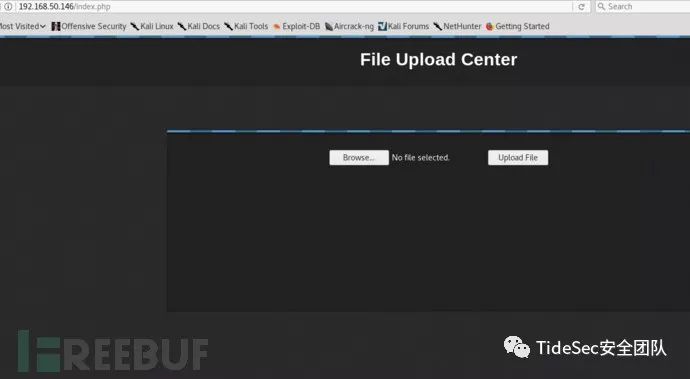 192.168.50.146/index.php
Search
Most Visited Offensive Security Kali Linux Kali Docs Kali Tools Exploit-DB Aircrack-ng Kali Forums NetHunter Getting Started
File Upload Center
Browse... No file selected. Upload File
FREEBUF
TideSec安全团队